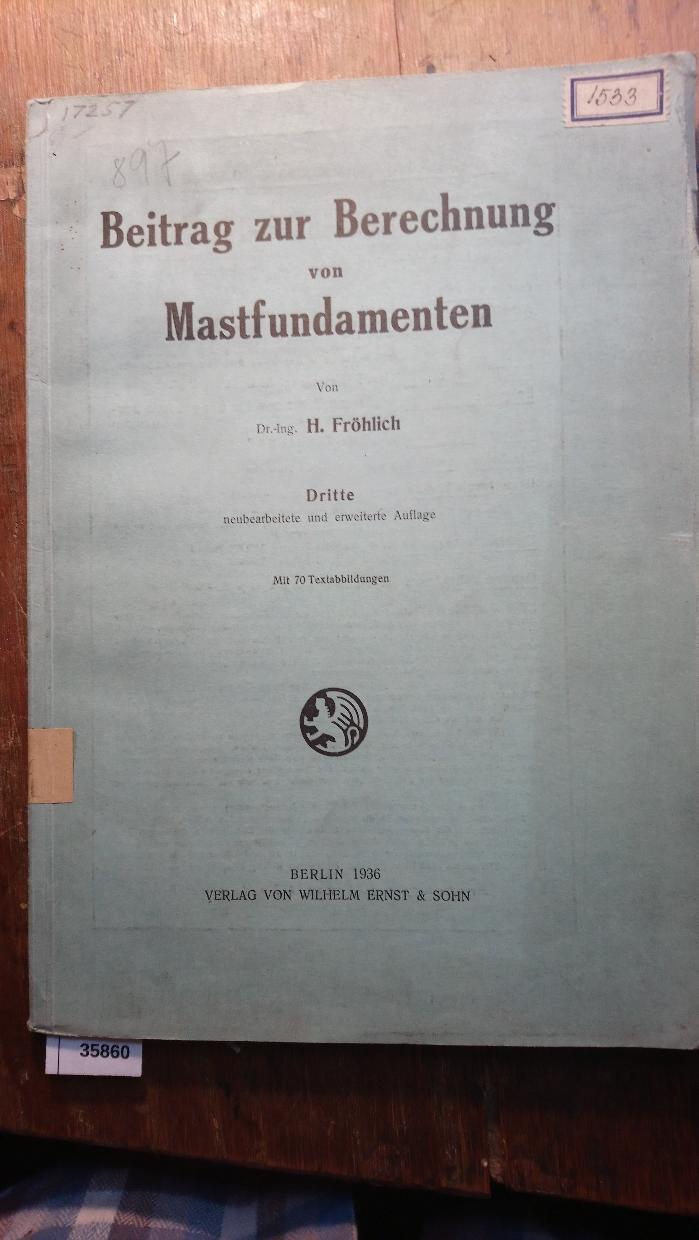 17257
1533
897
Beitrag zur Berechnung
von
Mastfundamenten
Von
Dr.-Ing. H. Fröhlich
Dritte
neubearbeitete und erweiterte Auflage
Mit 70 Textabbildungen
BERLIN 1936
VERLAG VON WILHELM ERNST & SOHN
35860